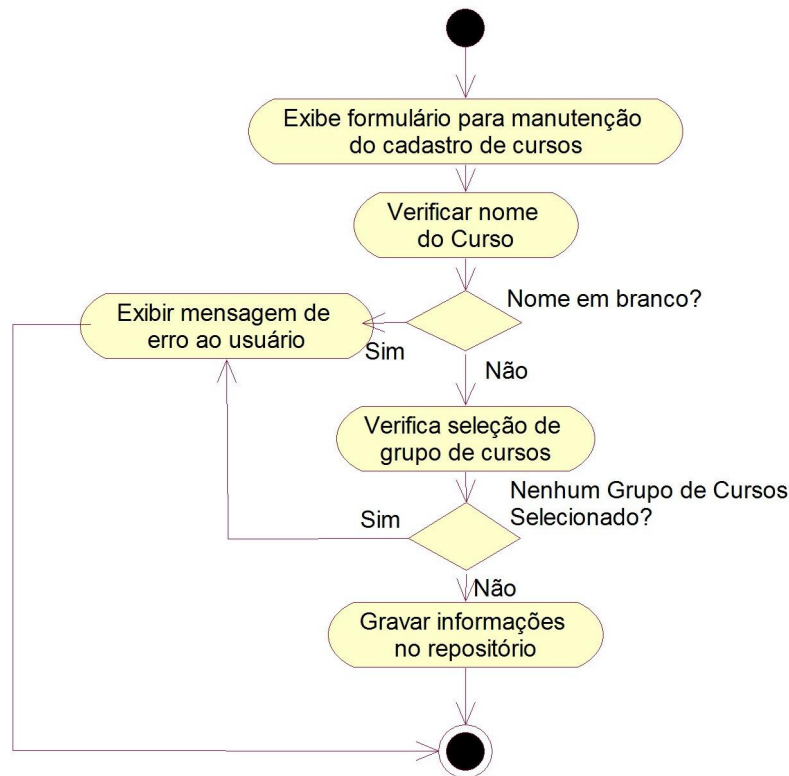 Exibe formulário para manutenção
do cadastro de cursos
Verificar nome
do Curso
Nome em branco?
Exibir mensagem de
erro ao usuário
Sim
Não
Verifica seleção de
grupo de cursos
Nenhum Grupo de Cursos
Selecionado?
Sim
Não
Gravar informações
no repositório